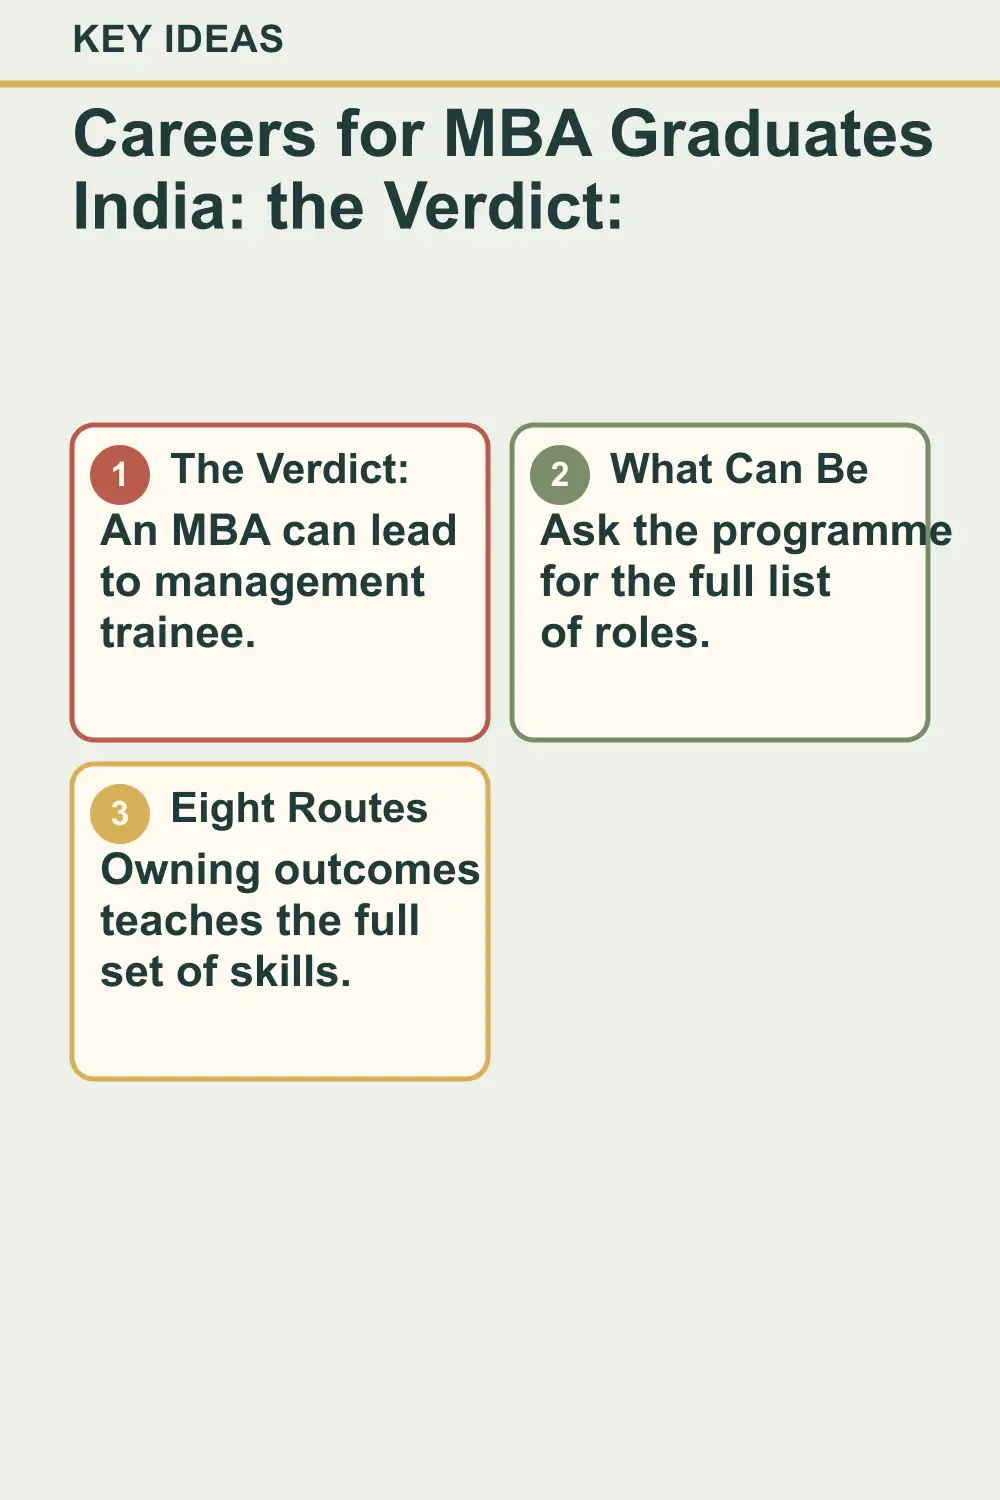 KEY IDEAS
Careers for MBA Graduates
India: the Verdict:
1 The Verdict:
An MBA can lead
to management
trainee.
2 What Can Be
Ask the programme
for the full list
of roles.
3 Eight Routes
Owning outcomes
teaches the full
set of skills.